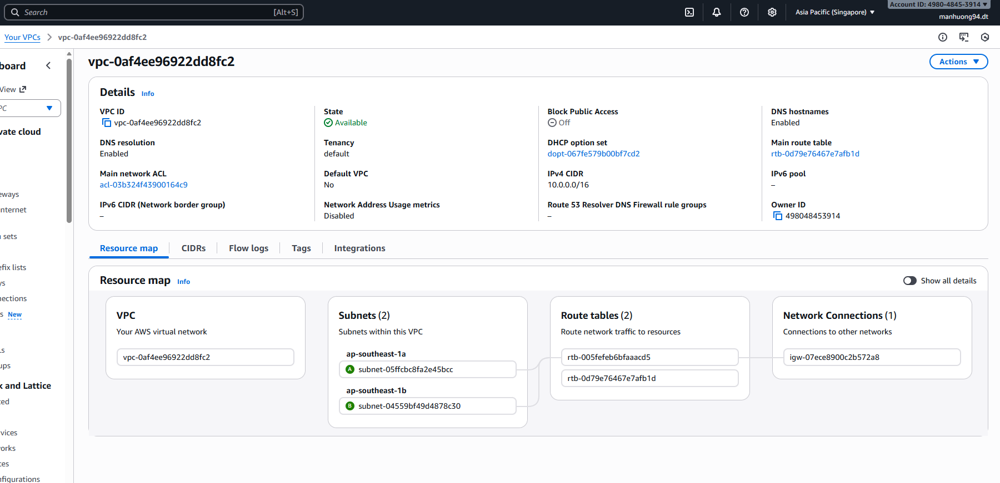 Search [Alt+S]
Asia Pacific (Singapore)
Account ID: 4980-4845-3914
manhuong94.dt
Your VPCs
vpc-0af4ee96922dd8fc2
board
View
PC
vate cloud
eways
nternet
sets
efix lists
ys
nections
s New
ls
ups
k and Lattice
ted
vices
orks
ces
nfigurations
vpc-0af4ee96922dd8fc2
Actions
Details Info
VPC ID
vpc-0af4ee96922dd8fc2
State
Available
Block Public Access
Off
DNS hostnames
Enabled
DNS resolution
Enabled
Tenancy
default
DHCP option set
dopt-067fe579b00bf7cd2
Main route table
rtb-0d79e76467e7afb1d
Main network ACL
acl-03b324f43900164c9
Default VPC
No
IPv4 CIDR
10.0.0.0/16
IPv6 pool
–
IPv6 CIDR (Network border group)
–
Network Address Usage metrics
Disabled
Route 53 Resolver DNS Firewall rule groups
–
Owner ID
498048453914
Resource map
CIDRs
Flow logs
Tags
Integrations
Resource map Info
Show all details
VPC
Your AWS virtual network
vpc-0af4ee96922dd8fc2
Subnets (2)
Subnets within this VPC
ap-southeast-1a
A subnet-05ffcbc8fa2e45bcc
ap-southeast-1b
B subnet-04559bf49d4878c30
Route tables (2)
Route network traffic to resources
rtb-005fefeb6bfaaacd5
rtb-0d79e76467e7afb1d
Network Connections (1)
Connections to other networks
igw-07ece8900c2b572a8